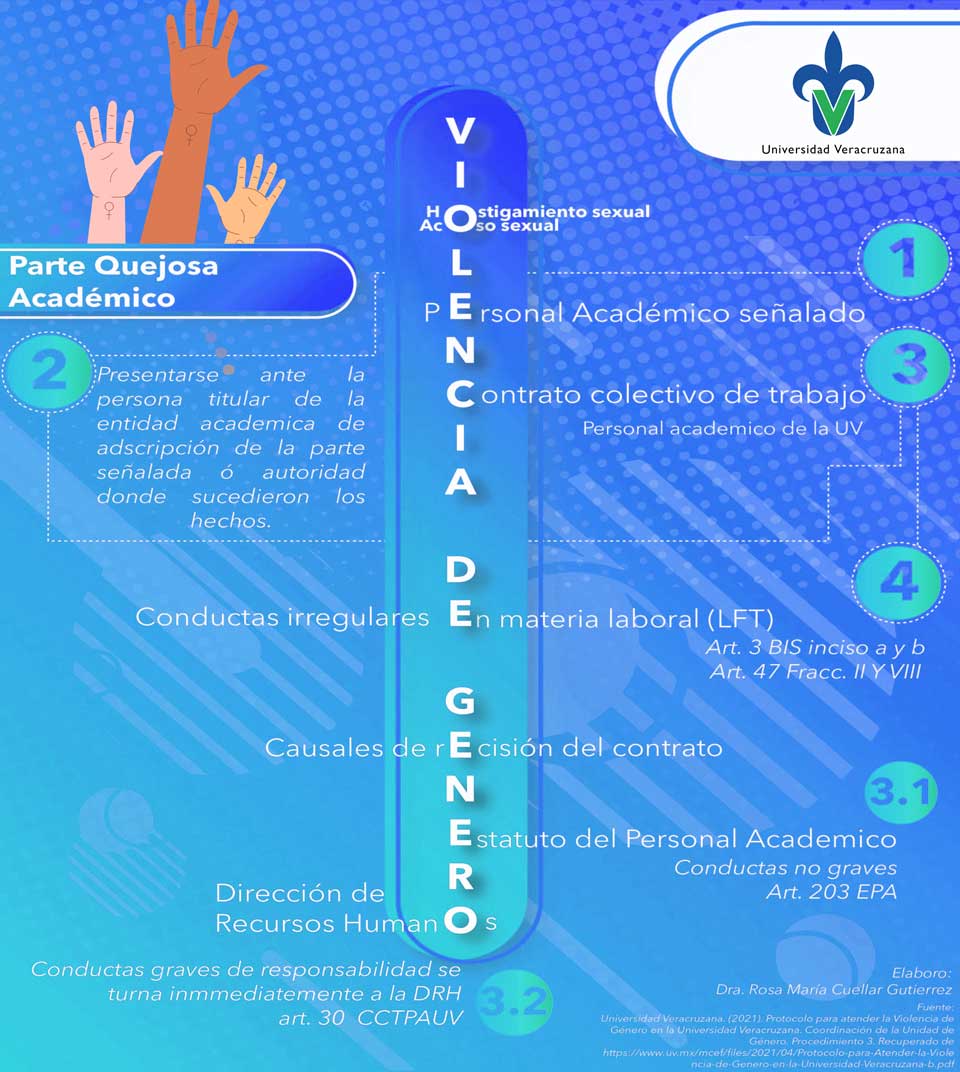 Universidad Veracruzana
VIOLENCIA DE GENERO
Hostigamiento sexual
Acoso sexual
Parte Quejosa
Académico
1
PErsonal Académico señalado
2
Presentarse ante la
persona titular de la
entidad academica de
adscripción de la parte
señalada ó autoridad
donde sucedieron los
hechos.
3
Contrato colectivo de trabajo
Personal academico de la UV
4
Conductas irregulares En materia laboral (LFT)
Art. 3 BIS inciso a y b
Art. 47 Fracc. II Y VIII
Causales de rEcisión del contrato
3.1
Estatuto del Personal Academico
Conductas no graves
Art. 203 EPA
Dirección de
Recursos HumanOs
Conductas graves de responsabilidad se
turna inmmediatemente a la DRH
art. 30 CCTPAUV
3.2
Elaboro:
Dra. Rosa María Cuellar Gutierrez
Fuente:
Universidad Veracruzana. (2021). Protocolo para atender la Violencia de
Género en la Universidad Veracruzana. Coordinación de la Unidad de
Género. Procedimiento 3. Recuperado de
https://www.uv.mx/mcef/files/2021/04/Protocolo-para-Atender-la-Viole
ncia-de-Genero-en-la-Universidad-Veracruzana-b.pdf